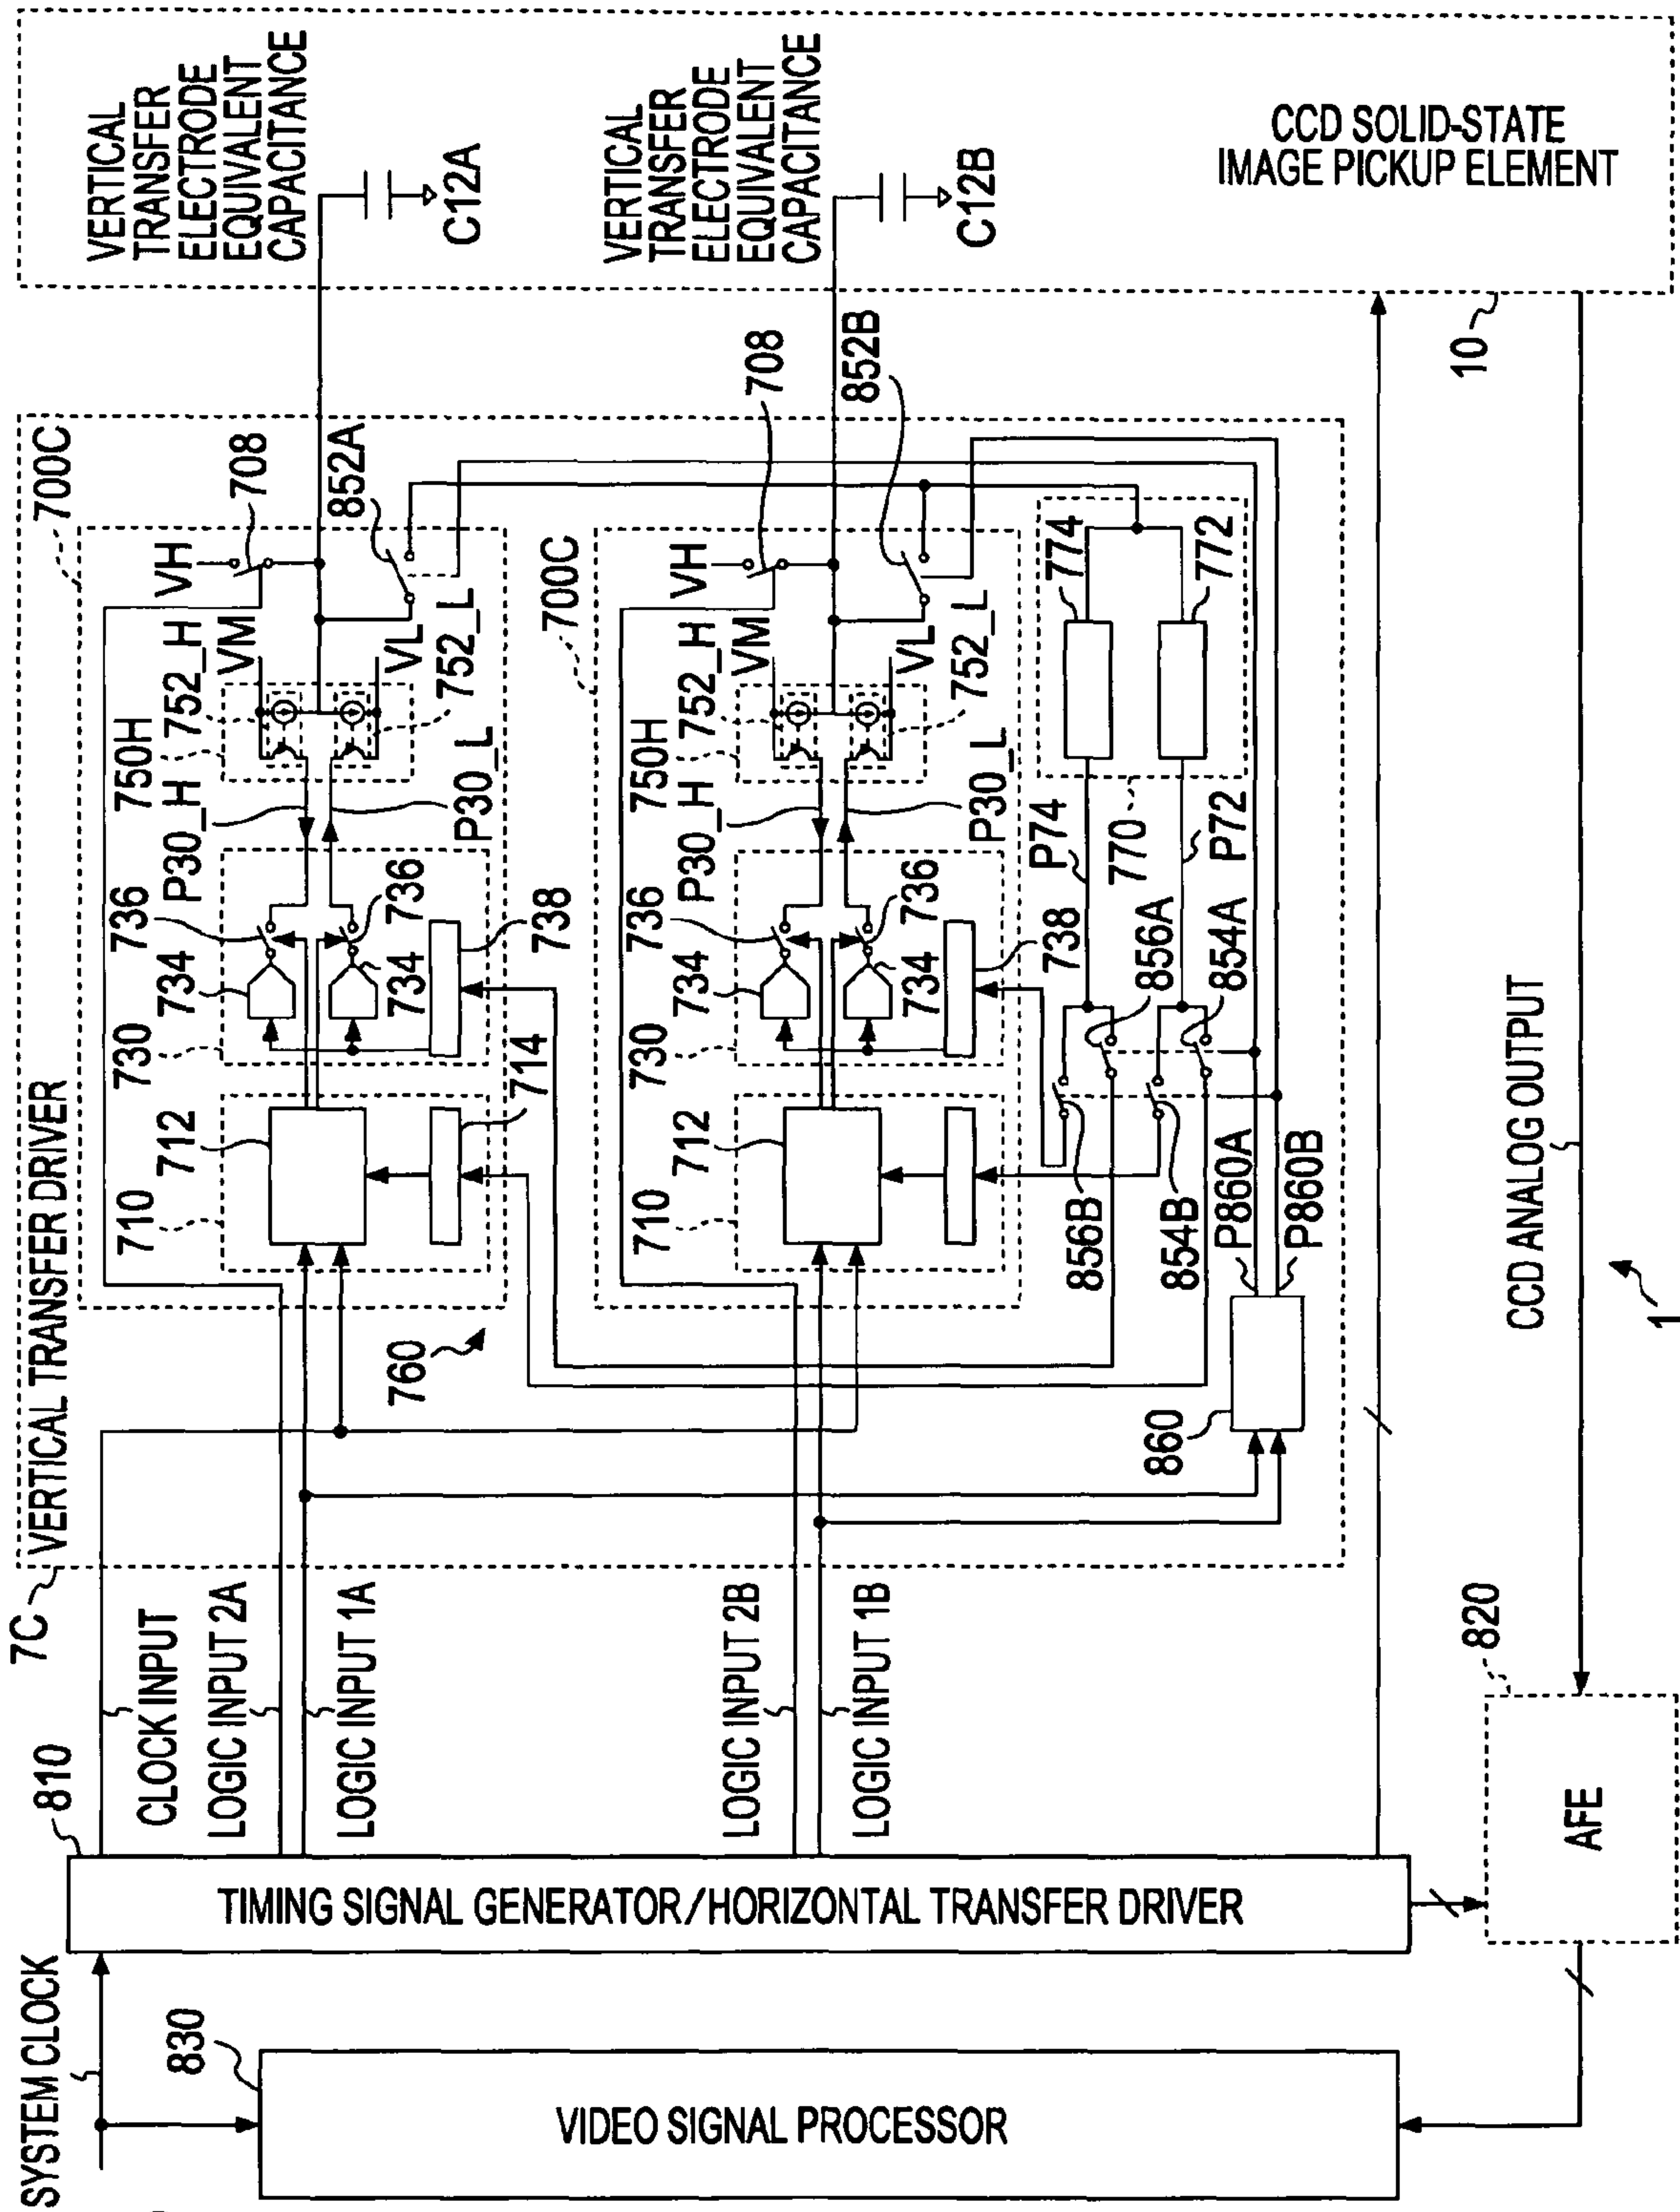 SYSTEM CLOCK
830
VIDEO SIGNAL PROCESSOR
810
TIMING SIGNAL GENERATOR/HORIZONTAL TRANSFER DRIVER
820
AFE
CLOCK INPUT
LOGIC INPUT 2A
LOGIC INPUT 1A
LOGIC INPUT 2B
LOGIC INPUT 1B
7C
VERTICAL TRANSFER DRIVER
700C
710
712
714
730
734
736
734
736
738
P30_H
P30_L
750H
752_H
752_L
VM
VL
VH
708
852A
760
700C
710
712
730
734
736
734
736
738
P30_H
P30_L
750H
752_H
752_L
VM
VL
VH
708
852B
856B
854B
856A
854A
P74
P72
770
774
772
860
P860A
P860B
VERTICAL
TRANSFER
ELECTRODE
EQUIVALENT
CAPACITANCE
C12A
VERTICAL
TRANSFER
ELECTRODE
EQUIVALENT
CAPACITANCE
C12B
CCD SOLID-STATE
IMAGE PICKUP ELEMENT
10
CCD ANALOG OUTPUT
1